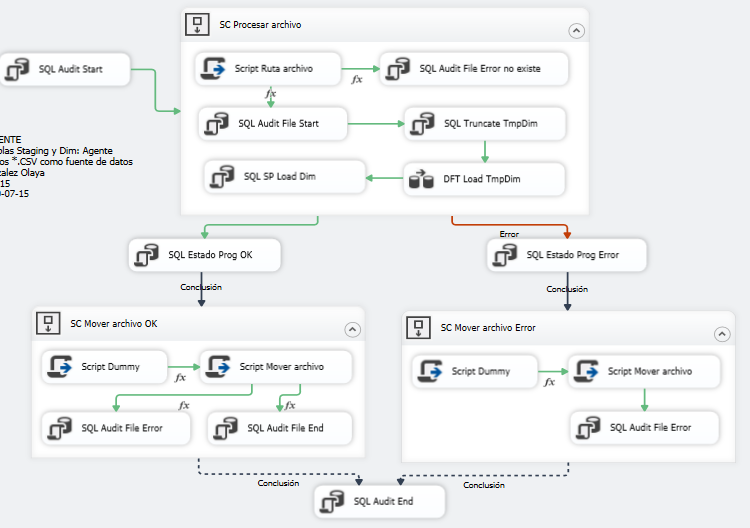 SC Procesar archivo
SQL Audit Start
Script Ruta archivo
fx
SQL Audit File Error no existe
fx
SQL Audit File Start
SQL Truncate TmpDim
ENTE
blas Staging y Dim: Agente
os *.CSV como fuente de datos
zalez Olaya
15
-07-15
SQL SP Load Dim
DFT Load TmpDim
Error
SQL Estado Prog OK
SQL Estado Prog Error
Conclusión
Conclusión
SC Mover archivo OK
SC Mover archivo Error
Script Dummy
fx
Script Mover archivo
Script Dummy
fx
Script Mover archivo
fx
fx
SQL Audit File Error
SQL Audit File End
SQL Audit File Error
Conclusión
Conclusión
SQL Audit End